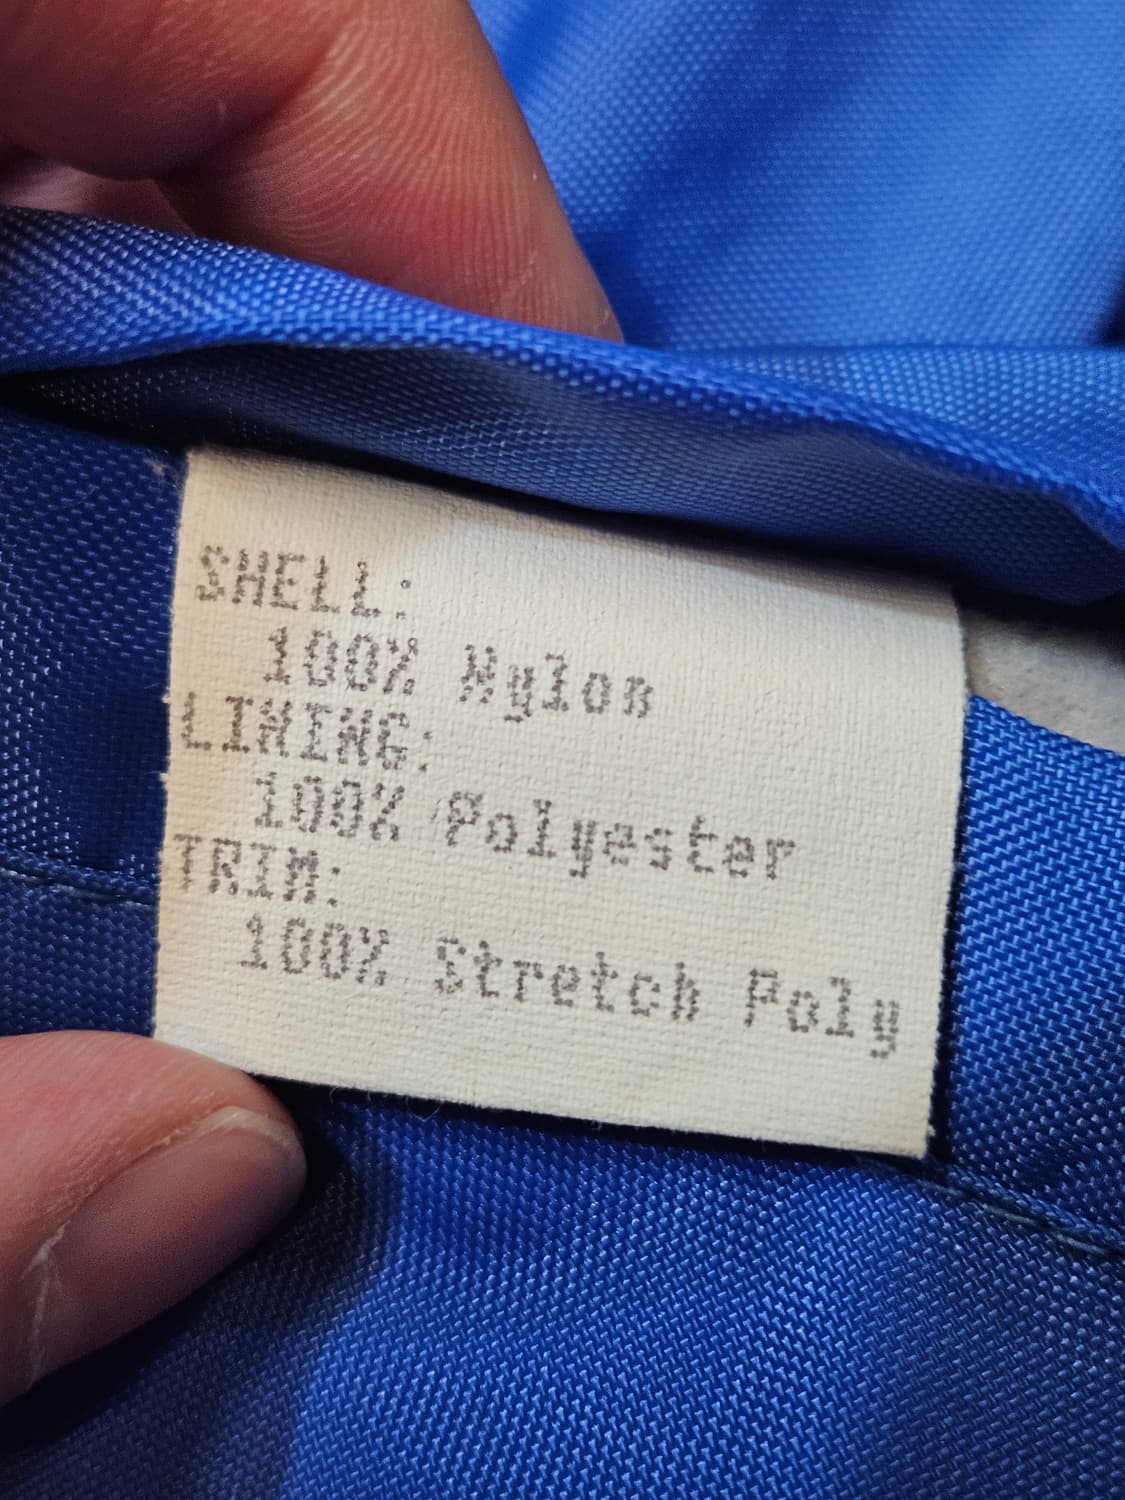 SHELL:
100% Nylon
LINING:
100% Polyester
TRIM:
100% Stretch Poly